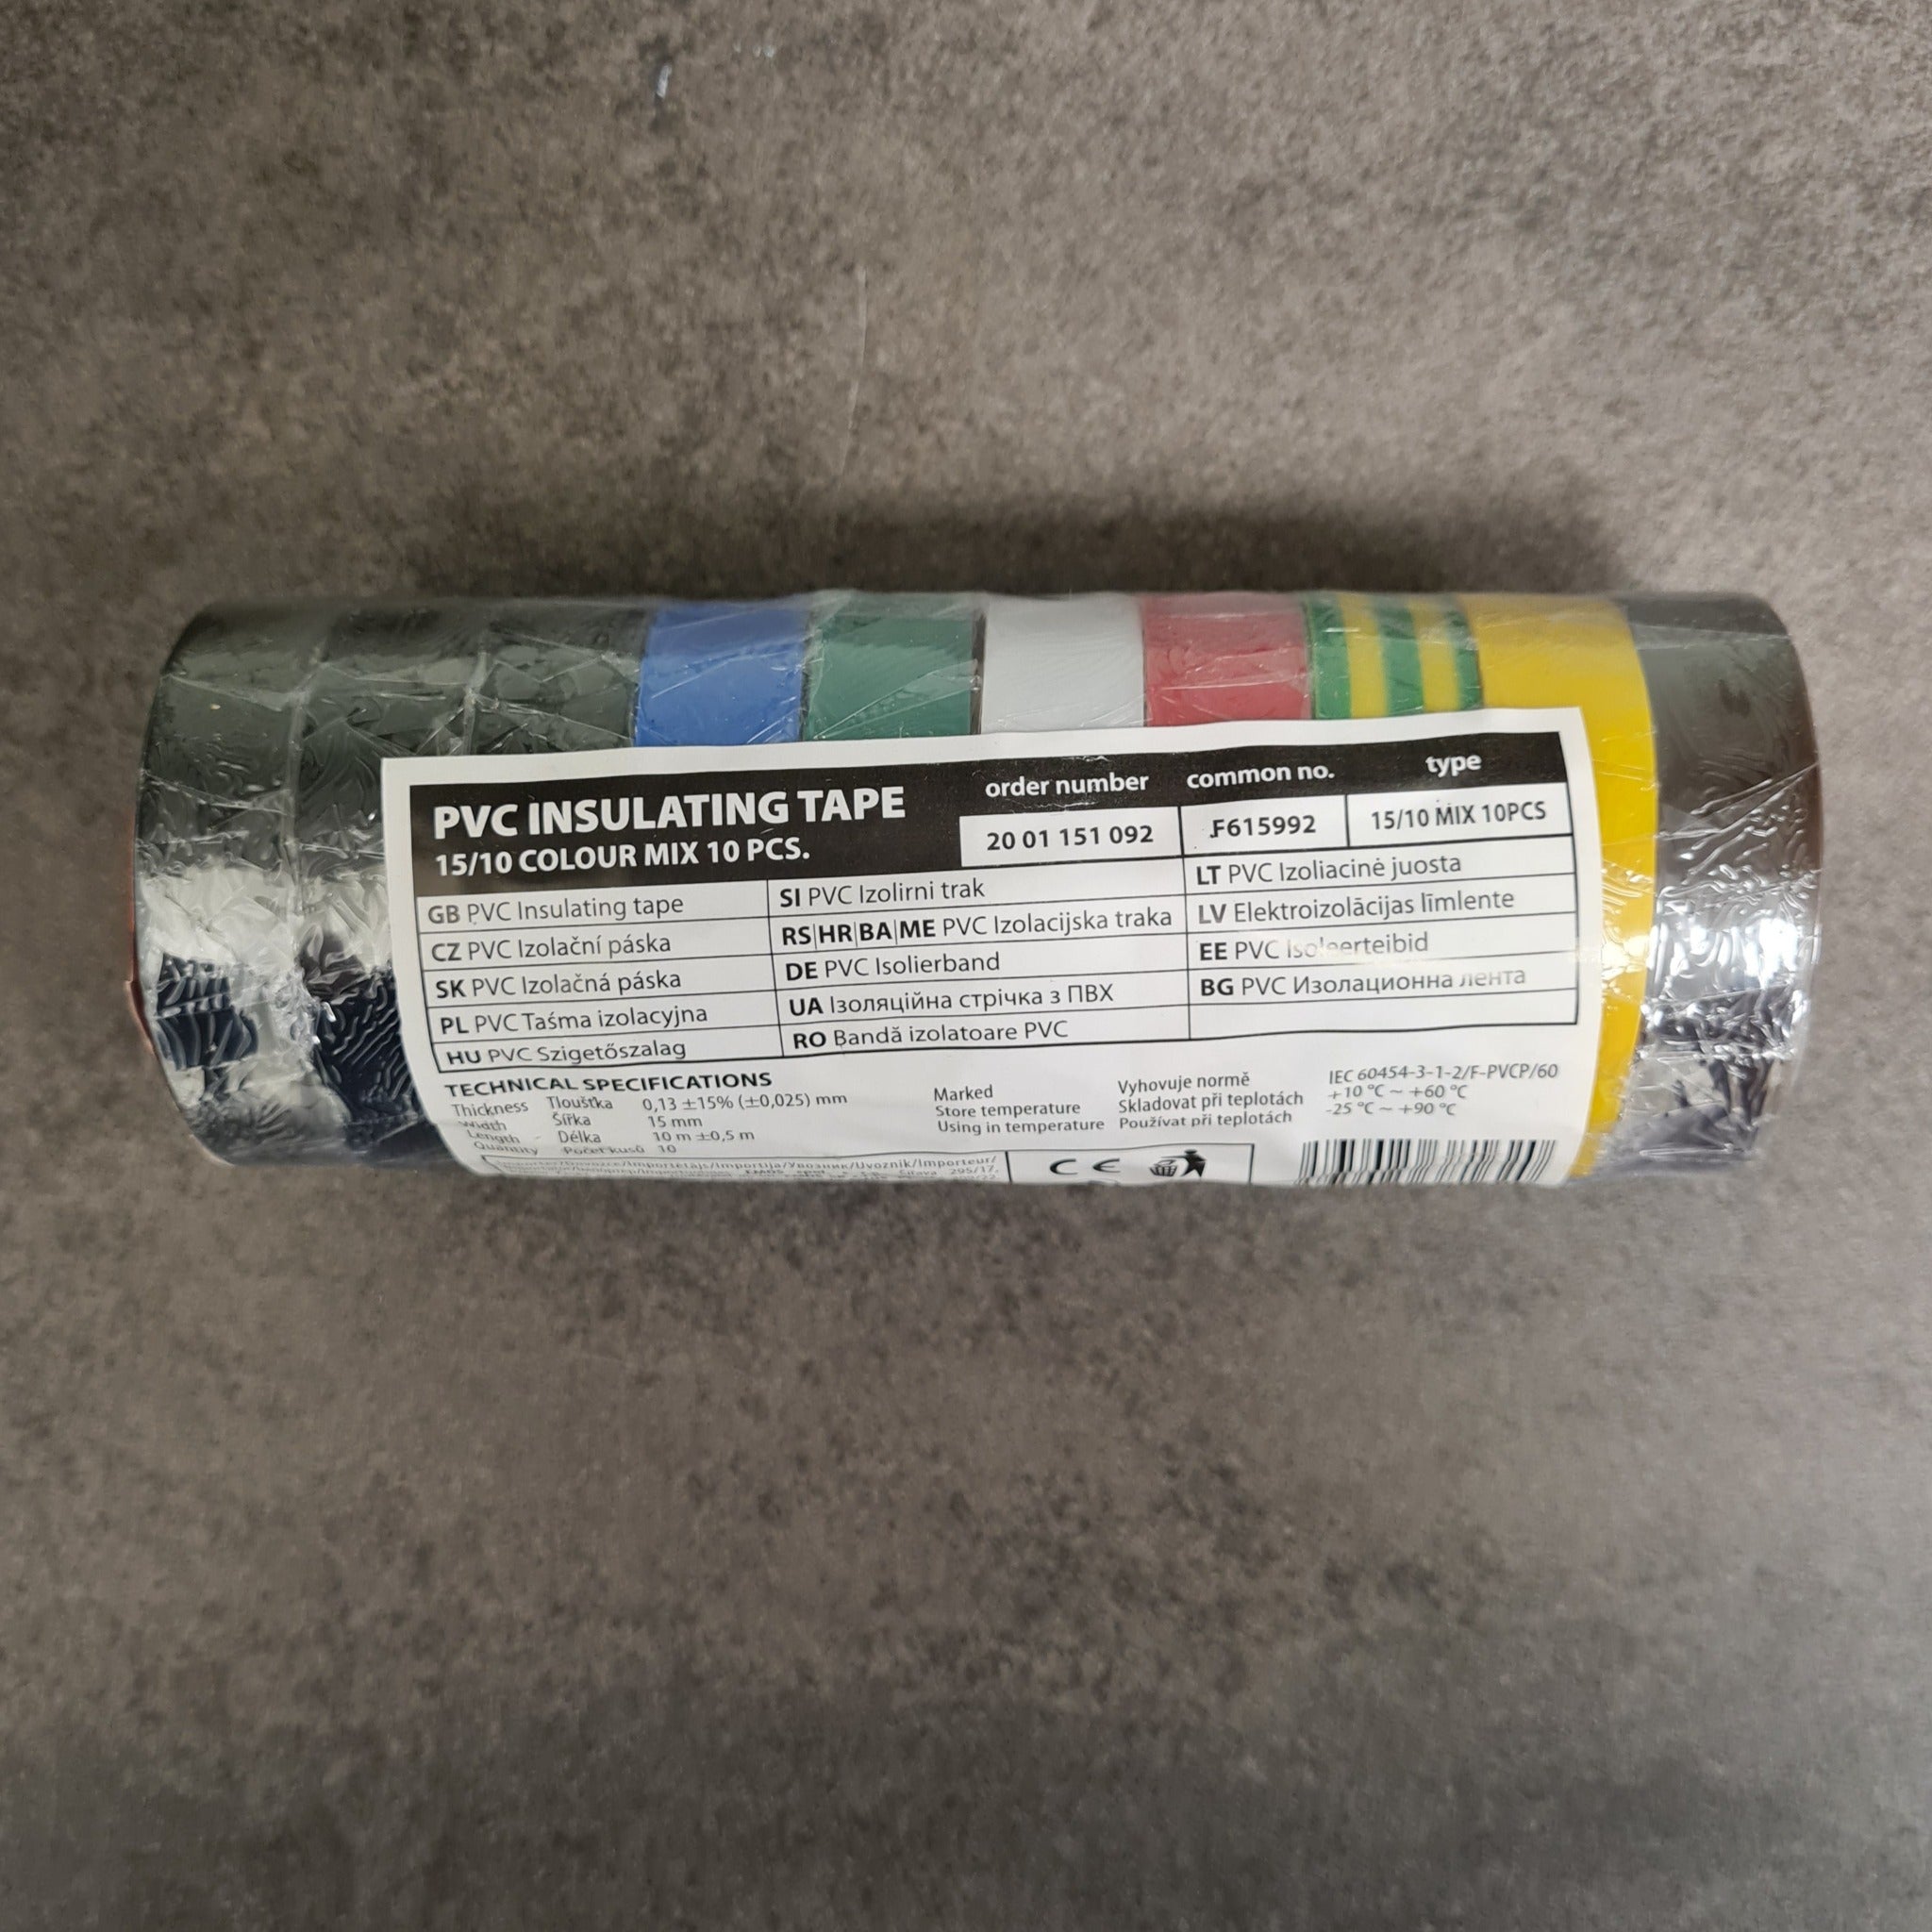 PVC INSULATING TAPE
15/10 COLOUR MIX 10 PCS.
order number
20 01 151 092
common no.
F615992
type
15/10 MIX 10PCS
GB PVC Insulating tape
CZ PVC Izolační páska
SK PVC Izolačná páska
PL PVC Taśma izolacyjna
HU PVC Szigetőszalag
SI PVC Izolirni trak
RS|HR|BA|ME PVC Izolacijska traka
DE PVC Isolierband
UA Ізоляційна стрічка з ПВХ
RO Bandă izolatoare PVC
LT PVC Izoliacinė juosta
LV Elektroizolācijas līmlente
EE PVC Isoleerteibid
BG PVC Изолационна лента
TECHNICAL SPECIFICATIONS
Thickness Tloušťka 0,13 ±15% (±0,025) mm
Width Šířka 15 mm
Length Délka 10 m ±0,5 m
Quantity Počet kusů 10
Marked Vyhovuje normě IEC 60454-3-1-2/F-PVCP/60
Store temperature Skladovat při teplotách +10 °C ~ +60 °C
Using in temperature Používat při teplotách -25 °C ~ +90 °C
CE